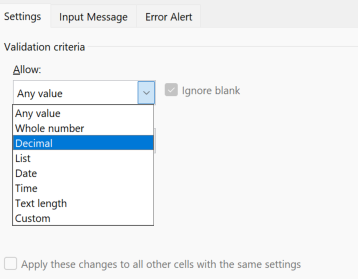 Settings Input Message Error Alert
Validation criteria
Allow:
Any value Ignore blank
Any value
Whole number
Decimal
List
Date
Time
Text length
Custom
Apply these changes to all other cells with the same settings